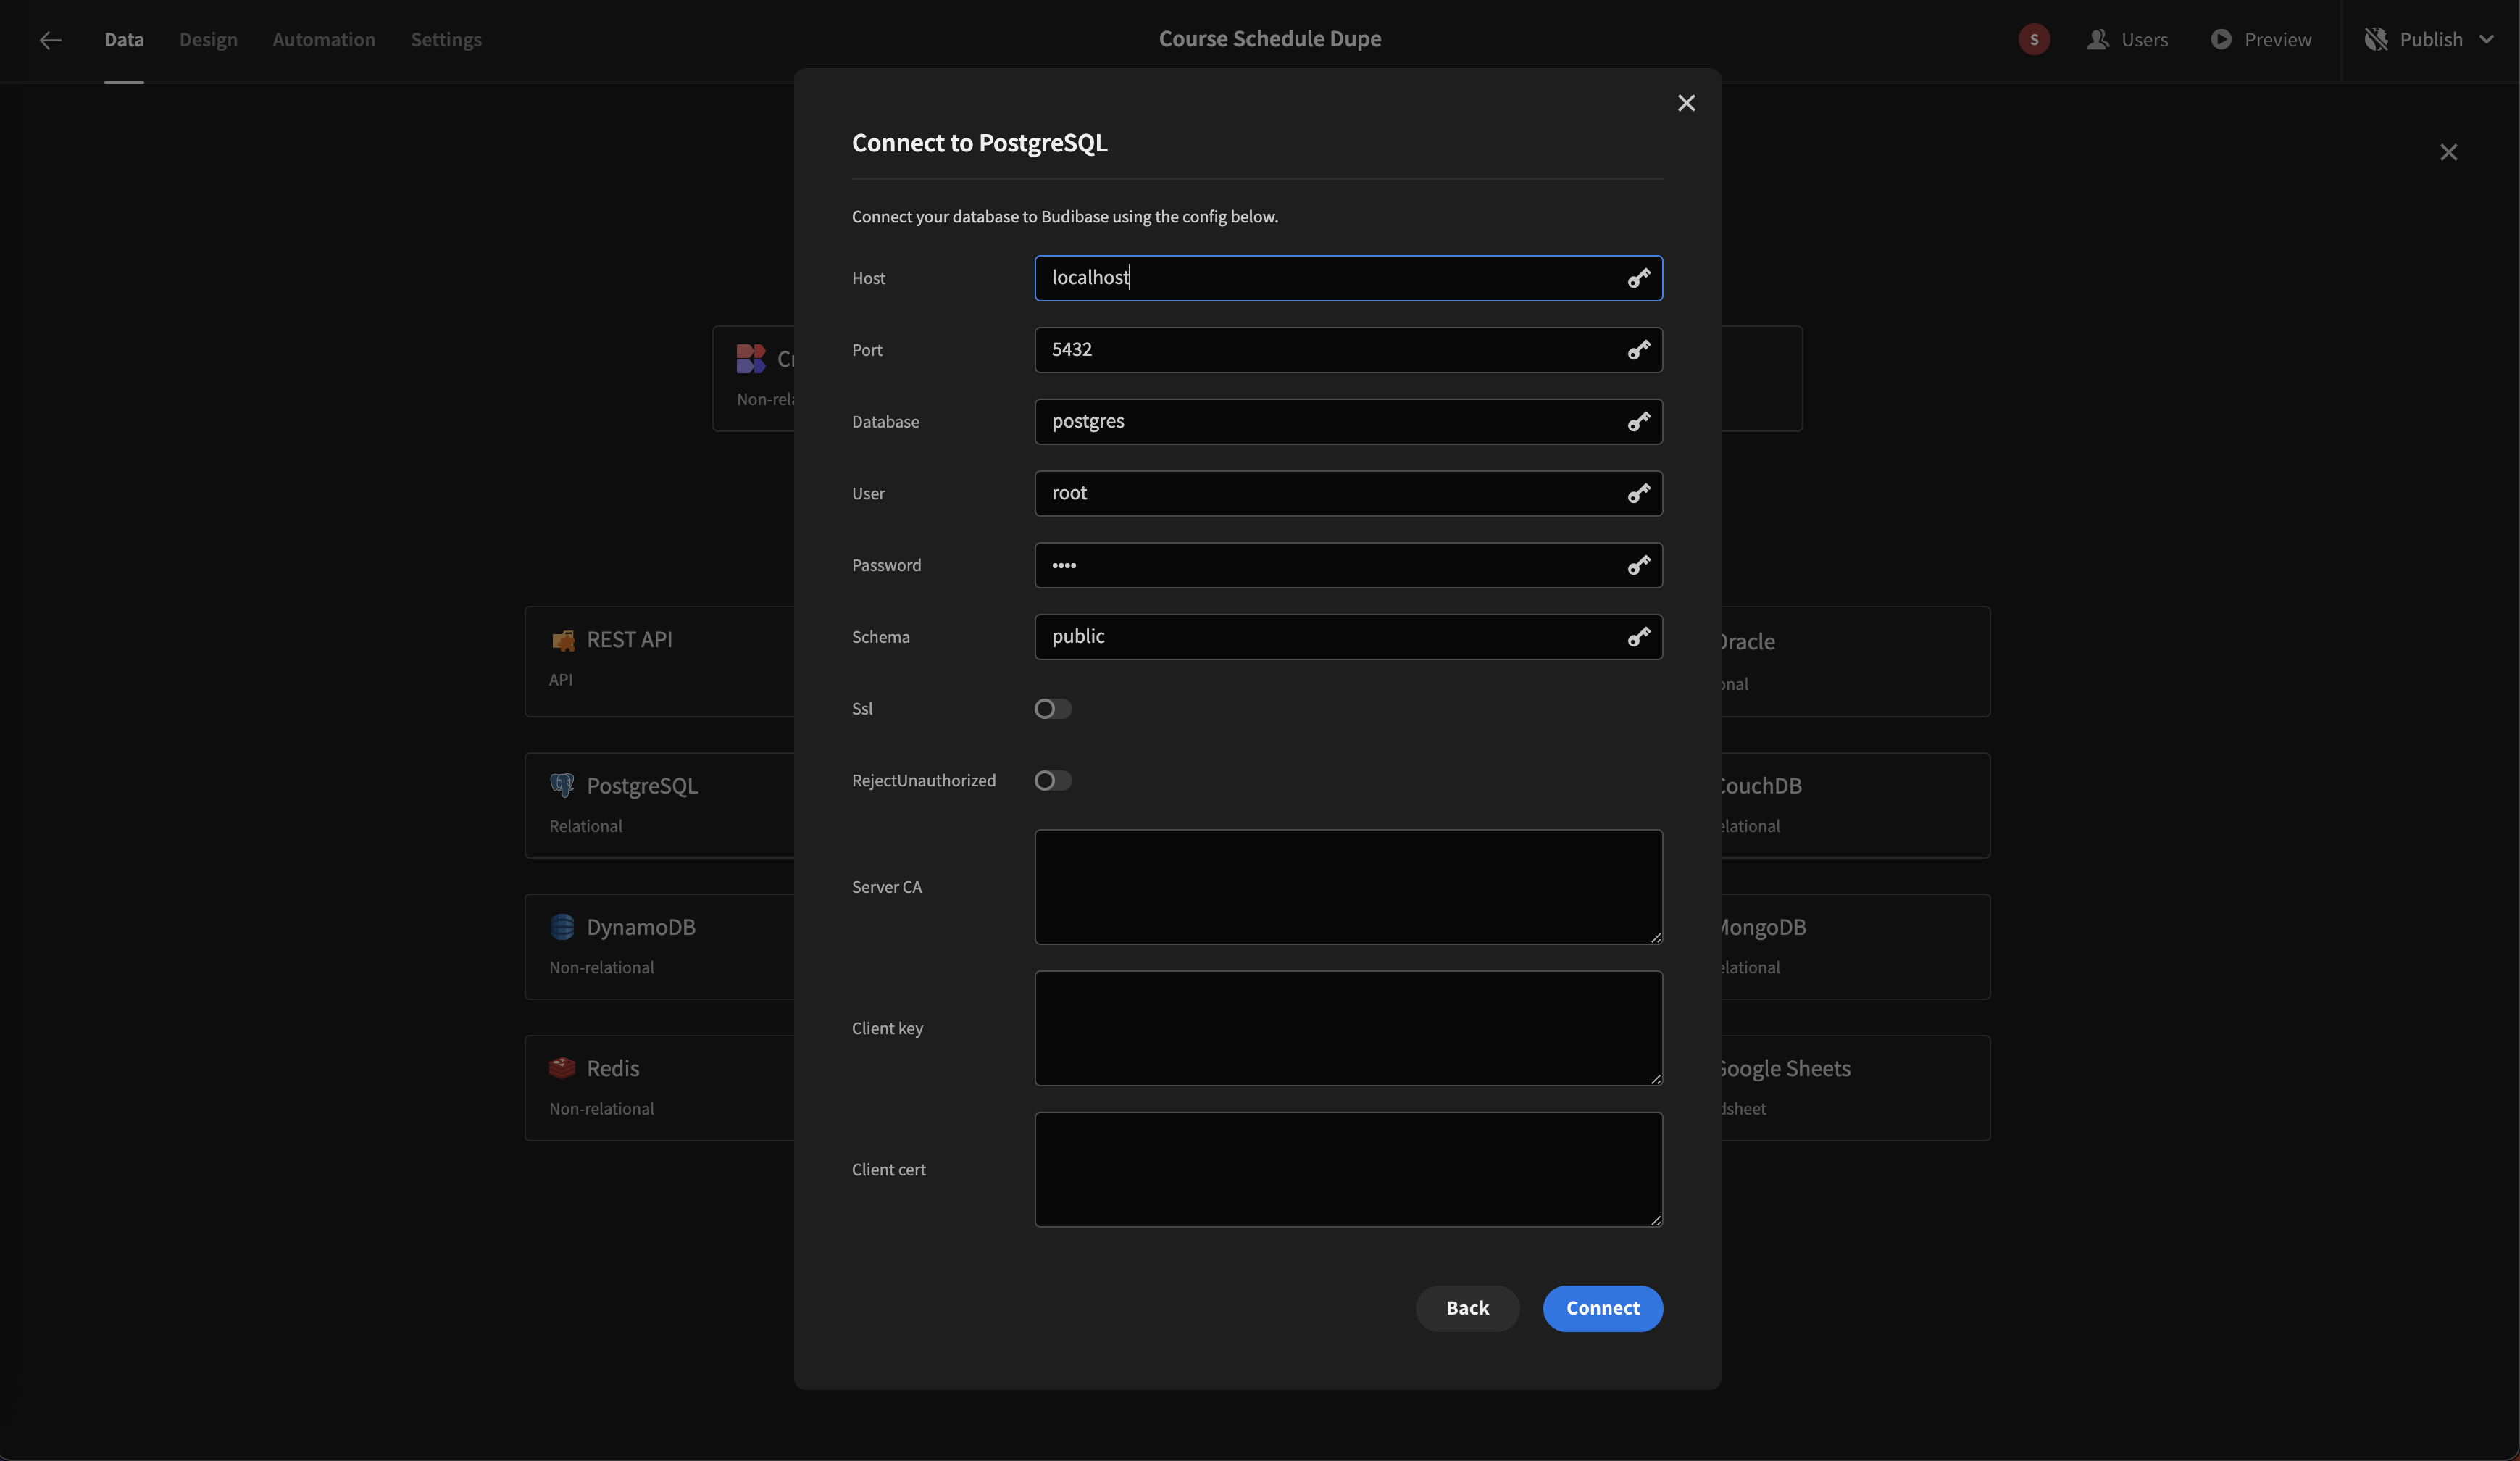 Data Design Automation Settings
Course Schedule Dupe
S Users Preview Publish
Connect to PostgreSQL
Connect your database to Budibase using the config below.
Host localhost
Port 5432
Database postgres
User root
Password ••••
Schema public
Ssl
RejectUnauthorized
Server CA
Client key
Client cert
Back Connect
Non-rela
REST API
API
PostgreSQL
Relational
DynamoDB
Non-relational
Redis
Non-relational
Oracle
onal
CouchDB
elational
MongoDB
elational
Google Sheets
dsheet